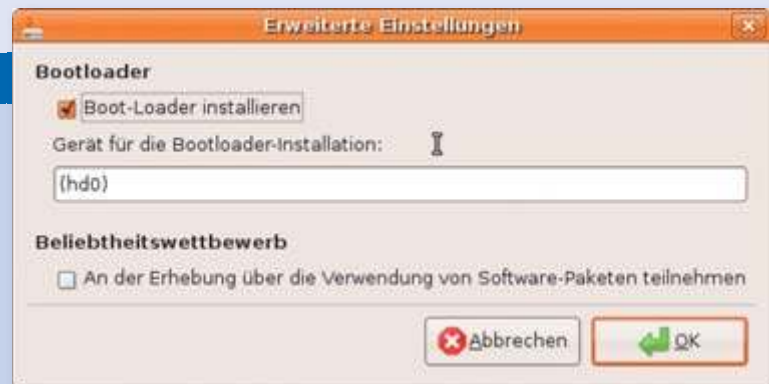 Erweiterte Einstellungen
Bootloader
Boot-Loader installieren
Gerät für die Bootloader-Installation:
(hd0)
Beliebtheitswettbewerb
An der Erhebung über die Verwendung von Software-Paketen teilnehmen
Abbrechen
OK